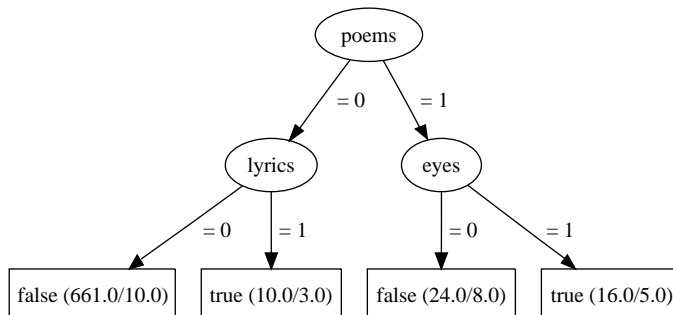 poems
= 0
= 1
lyrics
eyes
= 0
= 1
= 0
= 1
false (661.0/10.0)
true (10.0/3.0)
false (24.0/8.0)
true (16.0/5.0)